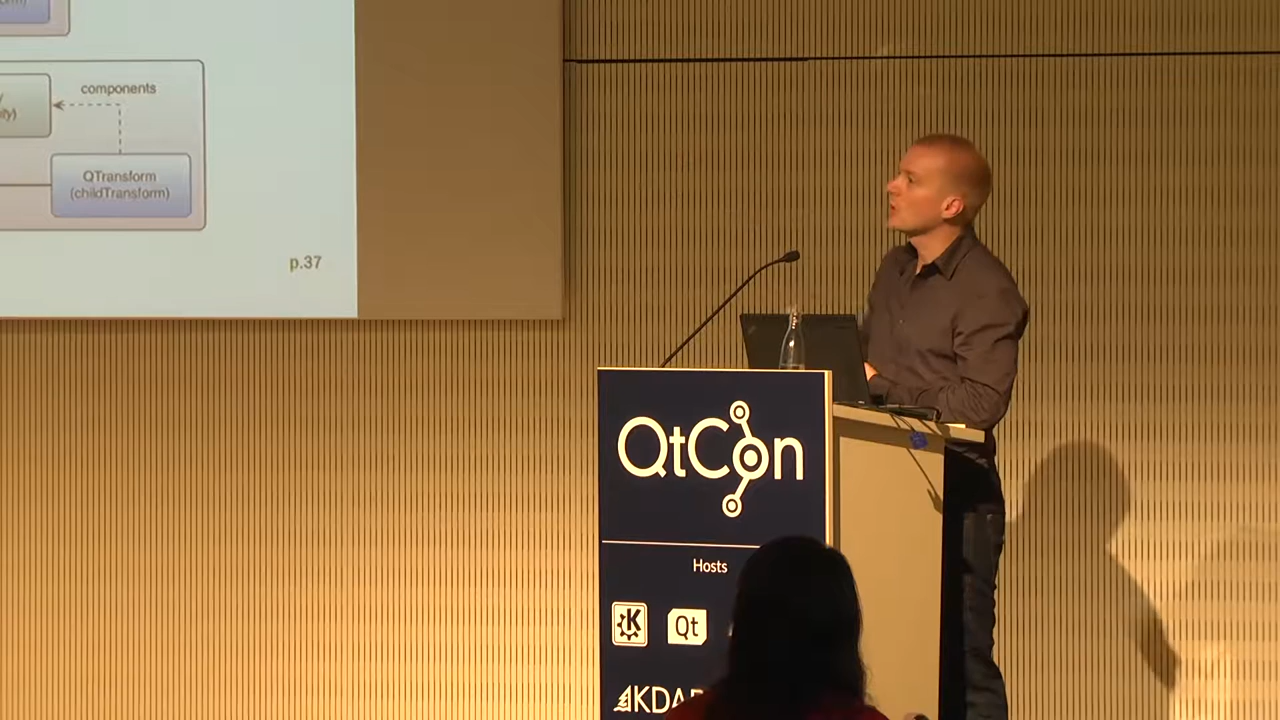 components
QTransform
(childTransform)
p.37
QtCon
Hosts
K
Qt